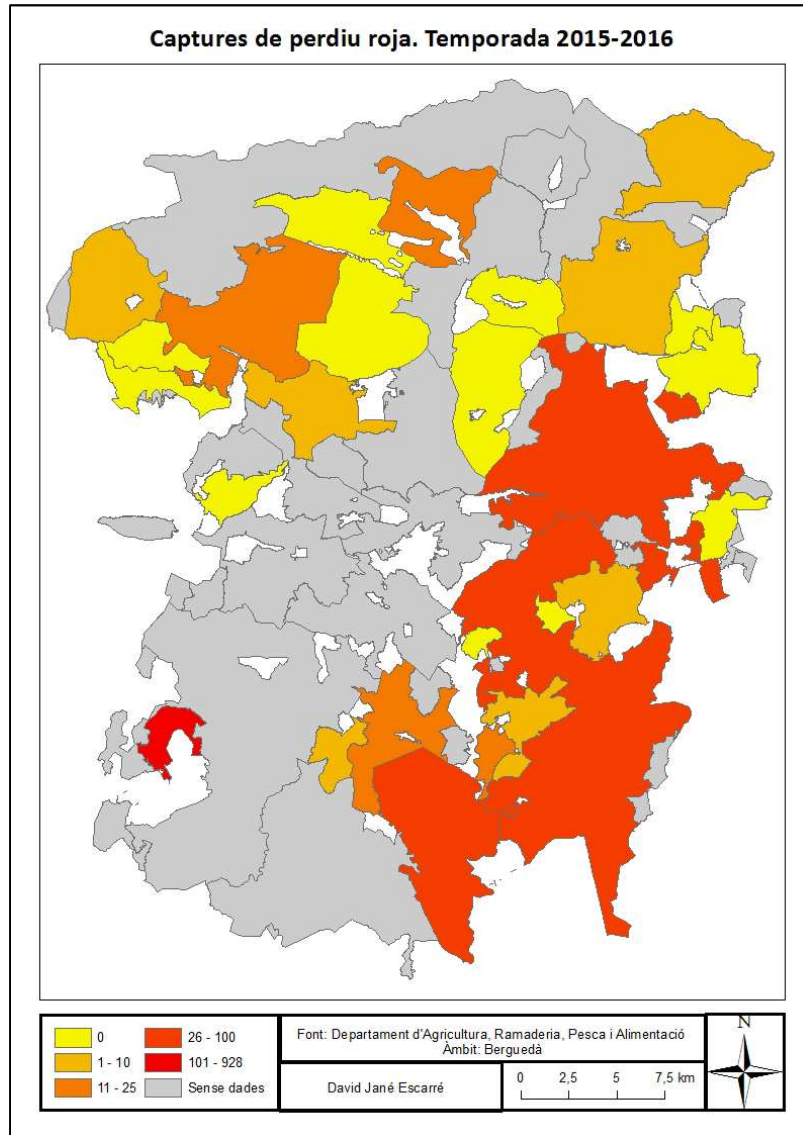 Captures de perdiu roja. Temporada 2015-2016
0
1 - 10
11 - 25
26 - 100
101 - 928
Sense dades
Font: Departament d'Agricultura, Ramaderia, Pesca i Alimentació
Àmbit: Berguedà
David Jané Escarré
0 2,5 5 7,5 km
N